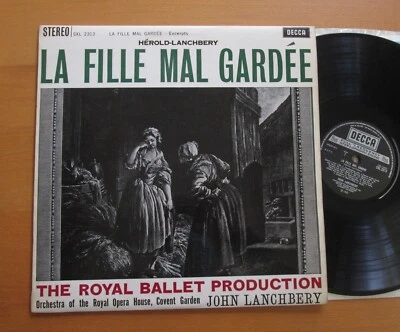 STEREO
SXL 2313
LA FILLE MAL GARDÉE - Excerpts
DECCA
HÉROLD-LANCHBERY
LA FILLE MAL GARDÉE
THE ROYAL BALLET PRODUCTION
Orchestra of the Royal Opera House, Covent Garden JOHN LANCHBERY
DECCA